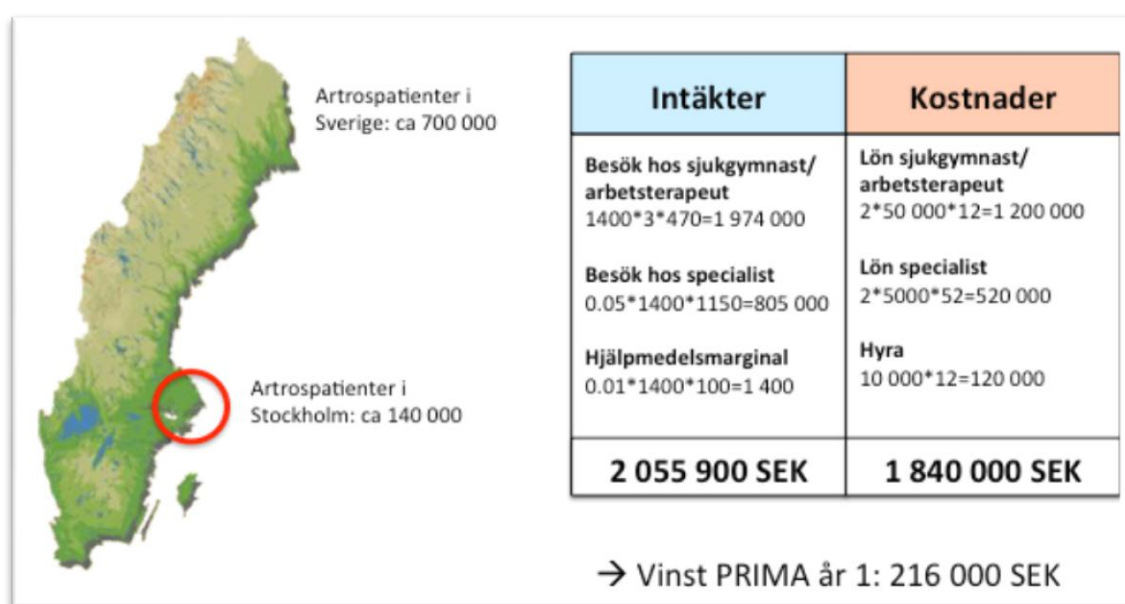 Artrospatienter i
Sverige: ca 700 000
Artrospatienter i
Stockholm: ca 140 000
Intäkter
Besök hos sjukgymnast/
arbetsterapeut
1400*3*470=1 974 000
Besök hos specialist
0.05*1400*1150=805 000
Hjälpmedelsmarginal
0.01*1400*100=1 400
2 055 900 SEK
Kostnader
Lön sjukgymnast/
arbetsterapeut
2*50 000*12=1 200 000
Lön specialist
2*5000*52=520 000
Hyra
10 000*12=120 000
1 840 000 SEK
→ Vinst PRIMA år 1: 216 000 SEK